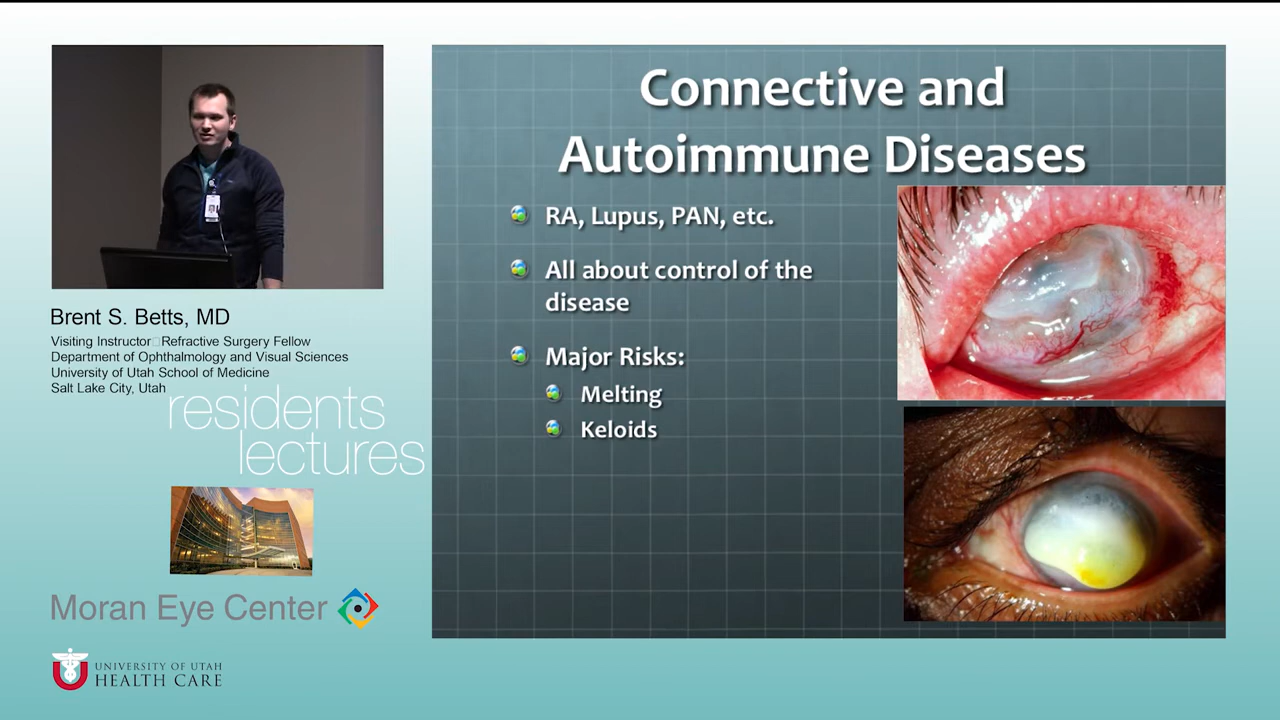 Connective and
Autoimmune Diseases
RA, Lupus, PAN, etc.
All about control of the
disease
Major Risks:
Melting
Keloids
Brent S. Betts, MD
Visiting Instructor Refractive Surgery Fellow
Department of Ophthalmology and Visual Sciences
University of Utah School of Medicine
Salt Lake City, Utah
residents
lectures
Moran Eye Center
UNIVERSITY OF UTAH
HEALTH CARE